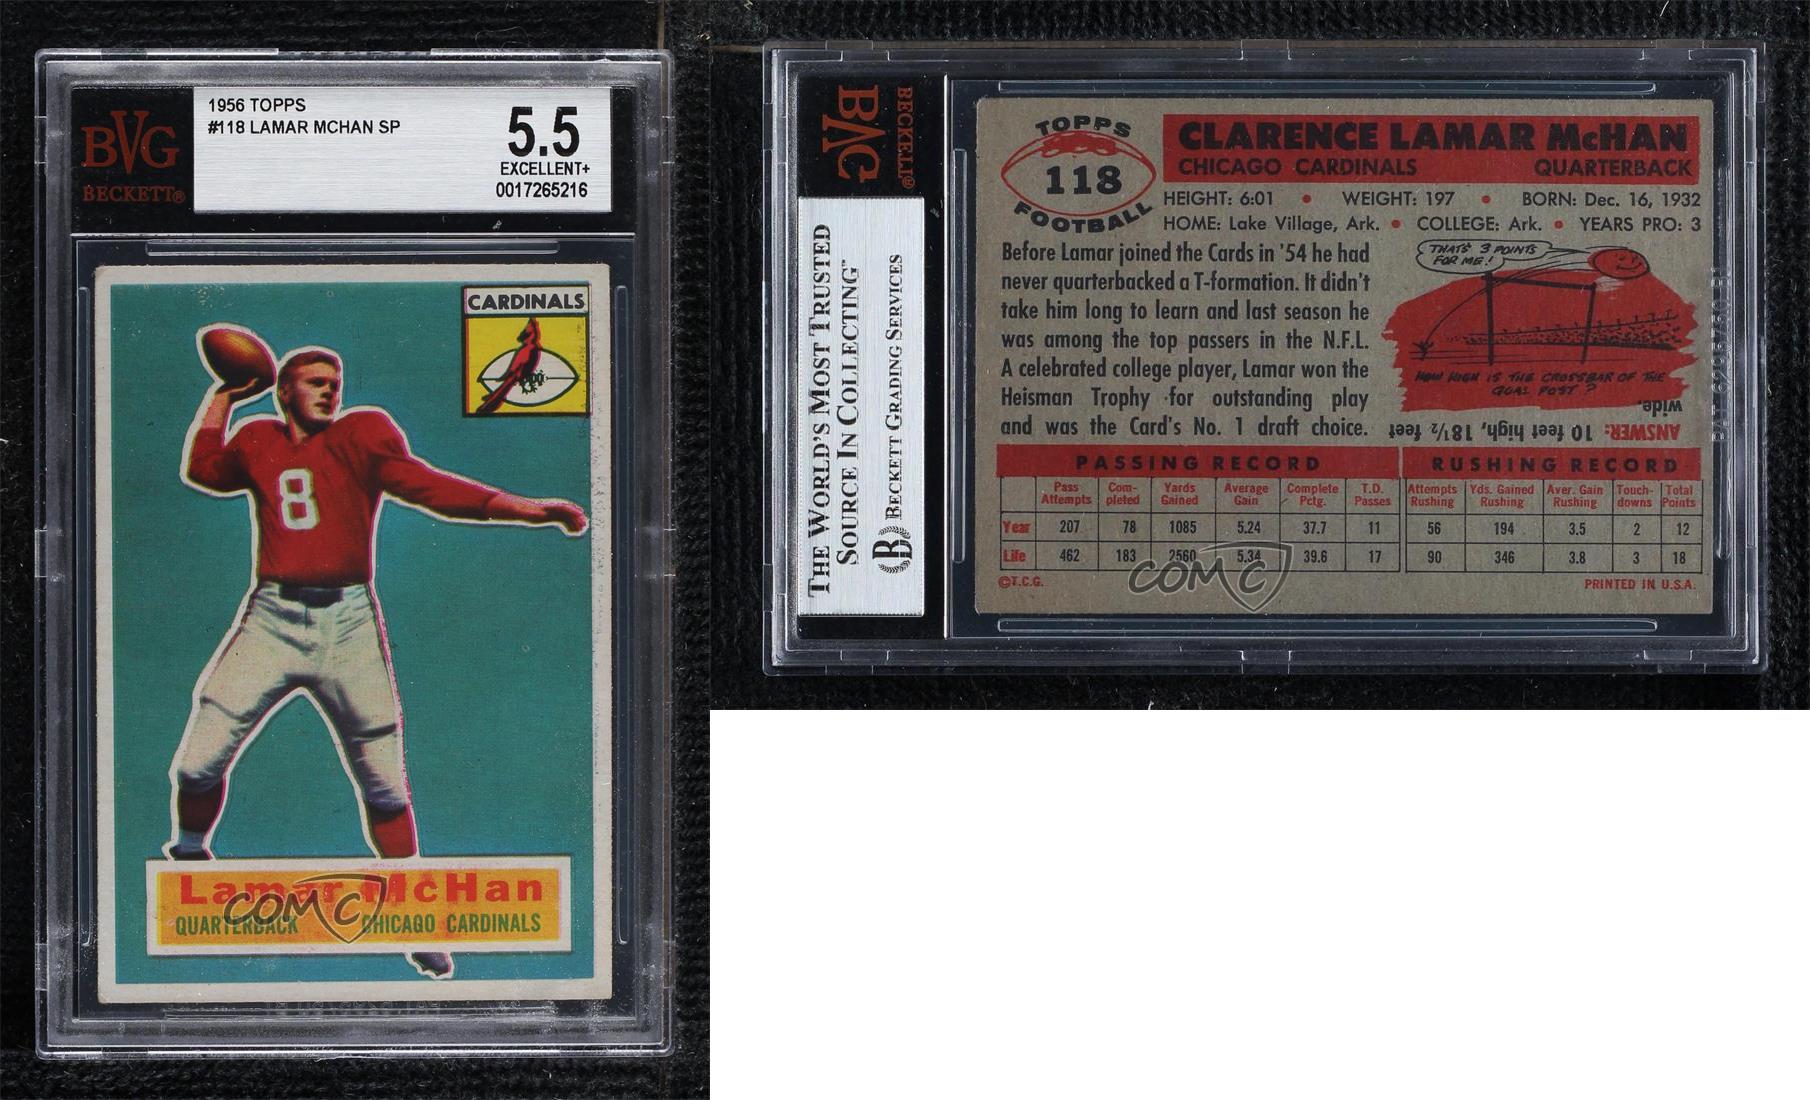 BVG
BECKETT®
1956 TOPPS
#118 LAMAR MCHAN SP
5.5
EXCELLENT+
0017265216
CARDINALS
8
Lamar McHan
QUARTERBACK CHICAGO CARDINALS
COMC
BVG
BECKETT®
THE WORLD'S MOST TRUSTED
SOURCE IN COLLECTING™
B BECKETT GRADING SERVICES
TOPPS
118
FOOTBALL
CLARENCE LAMAR McHAN
CHICAGO CARDINALS QUARTERBACK
HEIGHT: 6:01 • WEIGHT: 197 • BORN: Dec. 16, 1932
HOME: Lake Village, Ark. • COLLEGE: Ark. • YEARS PRO: 3
Before Lamar joined the Cards in '54 he had
never quarterbacked a T-formation. It didn't
take him long to learn and last season he
was among the top passers in the N.F.L.
A celebrated college player, Lamar won the
Heisman Trophy for outstanding play
and was the Card's No. 1 draft choice.
THAT'S 3 POINTS
FOR ME!
HOW HIGH IS THE CROSSBAR OF THE
GOAL POST?
ANSWER: 10 feet high, 18½ feet
wide.
PASSING RECORD RUSHING RECORD
Pass Attempts Com-pleted Yards Gained Average Gain Complete Pctg. T.D. Passes Attempts Rushing Yds. Gained Rushing Aver. Gain Rushing Touch-downs Total Points
Year 207 78 1085 5.24 37.7 11 56 194 3.5 2 12
Life 462 183 2560 5.34 39.6 17 90 346 3.8 3 18
©T.C.G. PRINTED IN U.S.A.
COMC